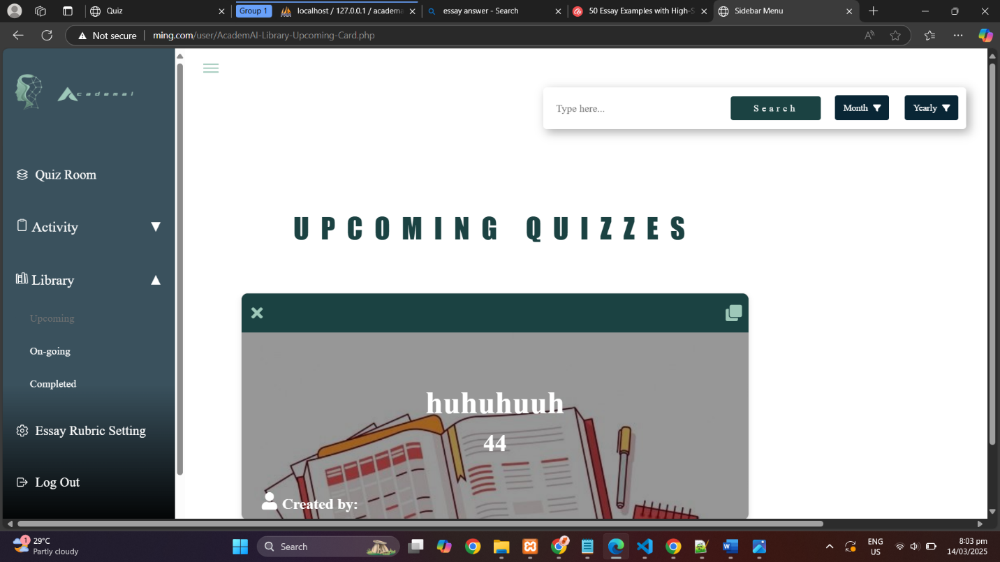 Quiz
Group 1
localhost / 127.0.0.1 / academa
essay answer - Search
50 Essay Examples with High-S
Sidebar Menu
Not secure
ming.com/user/AcademAI-Library-Upcoming-Card.php
Academai
Type here...
Search
Month
Yearly
Quiz Room
Activity
Library
Upcoming
On-going
Completed
Essay Rubric Setting
Log Out
UPCOMING QUIZZES
huhuhuuh
44
Created by:
1
29°C
Partly cloudy
Search
ENG
US
8:03 pm
14/03/2025